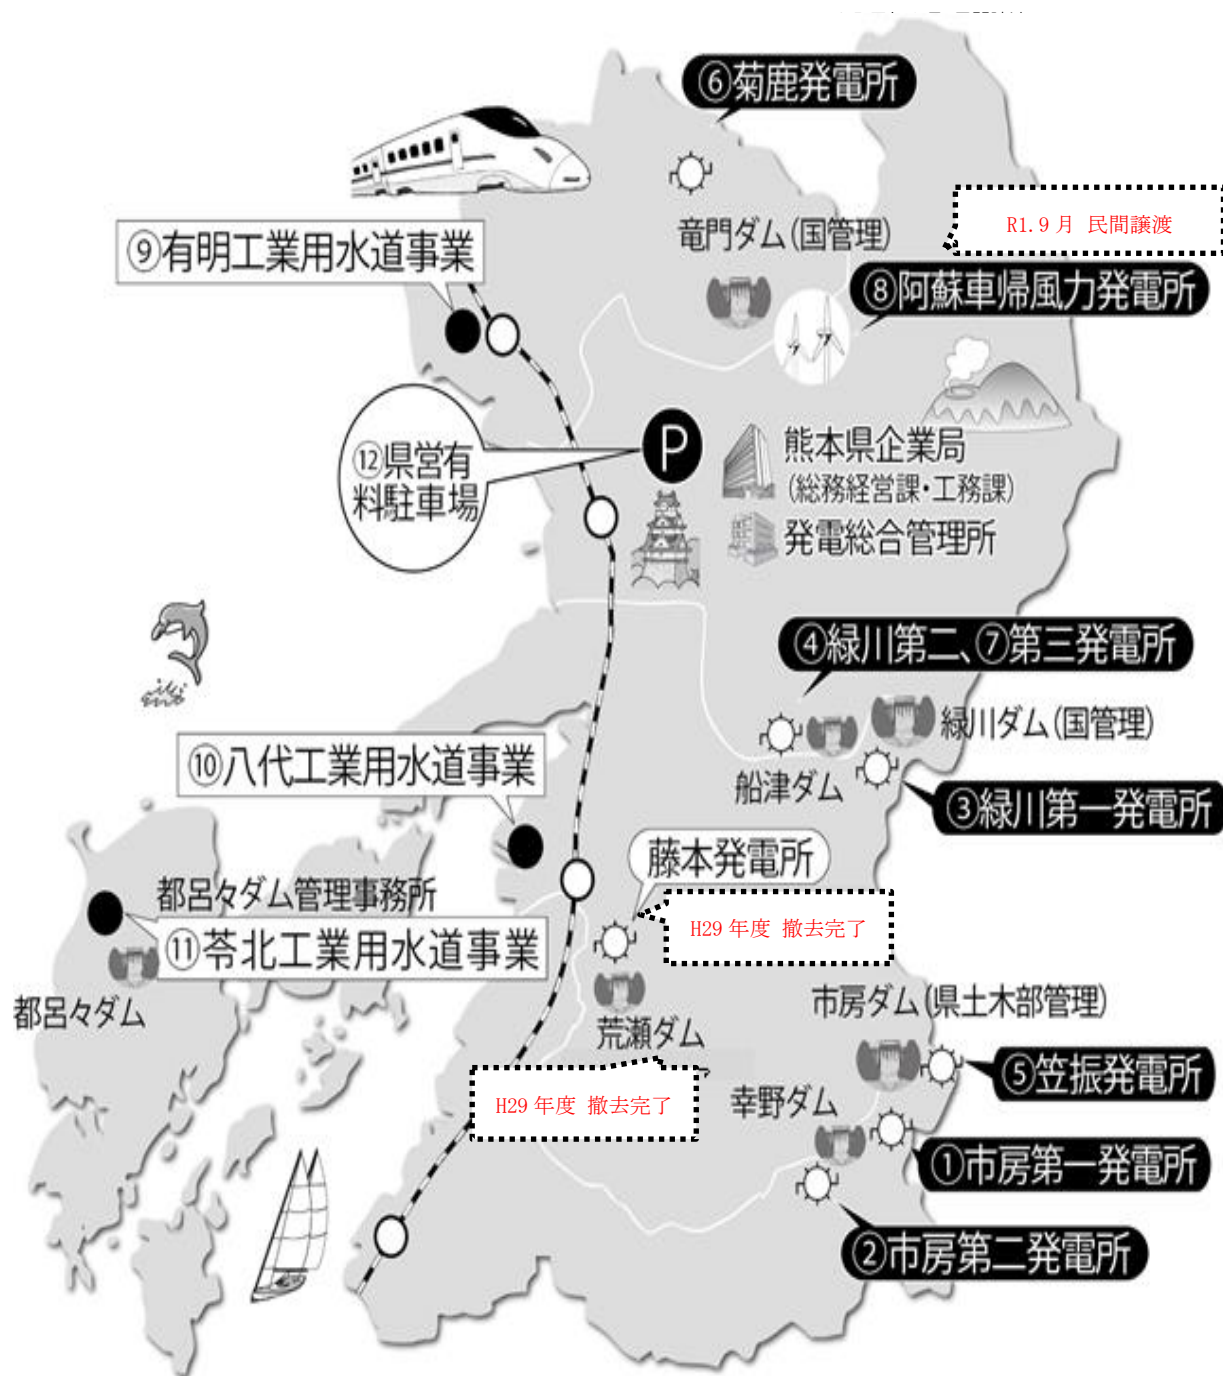 ⑥菊鹿発電所
R1.9月 民間譲渡
竜門ダム(国管理)
⑨有明工業用水道事業
⑧阿蘇車帰風力発電所
P
⑫県営有
料駐車場
熊本県企業局
(総務経営課・工務課)
発電総合管理所
④緑川第二、⑦第三発電所
緑川ダム(国管理)
船津ダム
③緑川第一発電所
⑩八代工業用水道事業
藤本発電所
H29年度 撤去完了
都呂々ダム管理事務所
⑪苓北工業用水道事業
都呂々ダム
荒瀬ダム
H29年度 撤去完了
市房ダム(県土木部管理)
⑤笠振発電所
幸野ダム
①市房第一発電所
②市房第二発電所